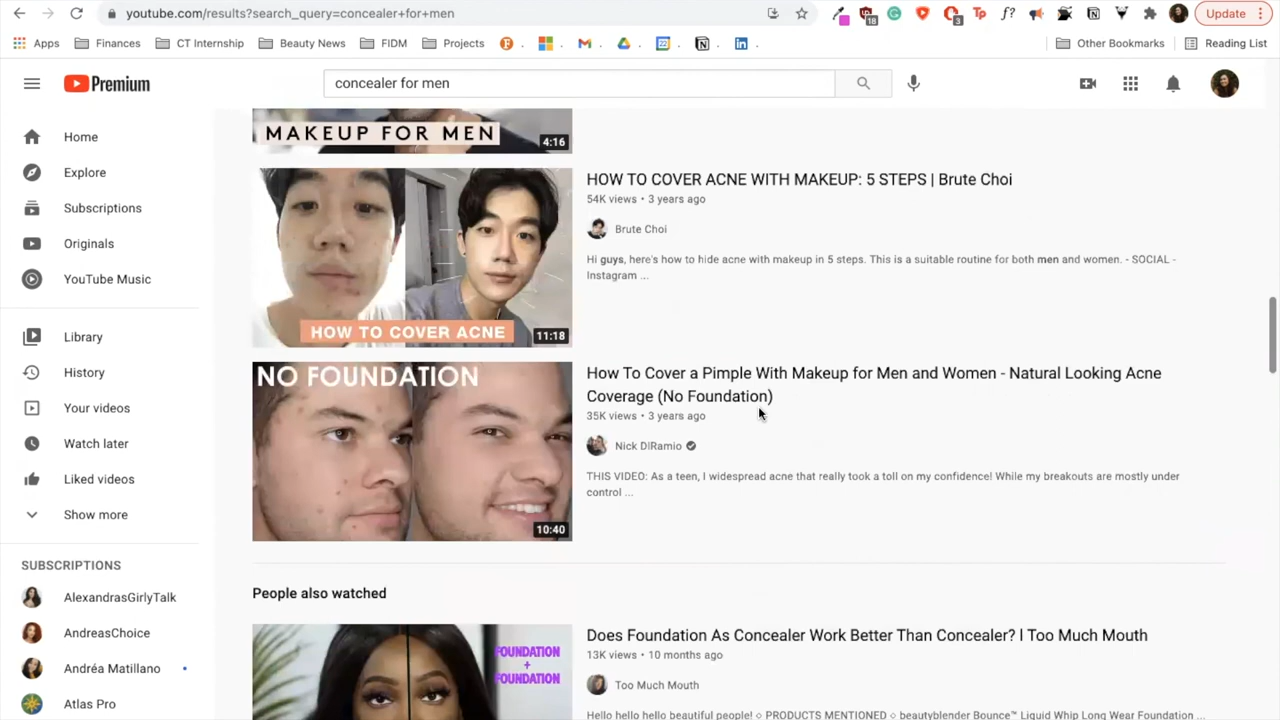 youtube.com/results?search_query=concealer+for+men
18
3
Tp
f?
Update
Apps
Finances
CT Internship
Beauty News
FIDM
Projects
Other Bookmarks
Reading List
Premium
concealer for men
Home
Explore
Subscriptions
Originals
YouTube Music
Library
History
Your videos
Watch later
Liked videos
Show more
SUBSCRIPTIONS
AlexandrasGirlyTalk
AndreasChoice
Andréa Matillano
Atlas Pro
MAKEUP FOR MEN
4:16
HOW TO COVER ACNE
11:18
HOW TO COVER ACNE WITH MAKEUP: 5 STEPS | Brute Choi
54K views • 3 years ago
Brute Choi
Hi guys, here's how to hide acne with makeup in 5 steps. This is a suitable routine for both men and women. - SOCIAL -
Instagram ...
NO FOUNDATION
10:40
How To Cover a Pimple With Makeup for Men and Women - Natural Looking Acne
Coverage (No Foundation)
35K views • 3 years ago
Nick DIRamio
THIS VIDEO: As a teen, I widespread acne that really took a toll on my confidence! While my breakouts are mostly under
control ...
People also watched
FOUNDATION
+
FOUNDATION
Does Foundation As Concealer Work Better Than Concealer? I Too Much Mouth
13K views • 10 months ago
Too Much Mouth
Hello hello hello beautiful people! ◇ PRODUCTS MENTIONED ◇ beautyblender Bounce™ Liquid Whip Long Wear Foundation ...